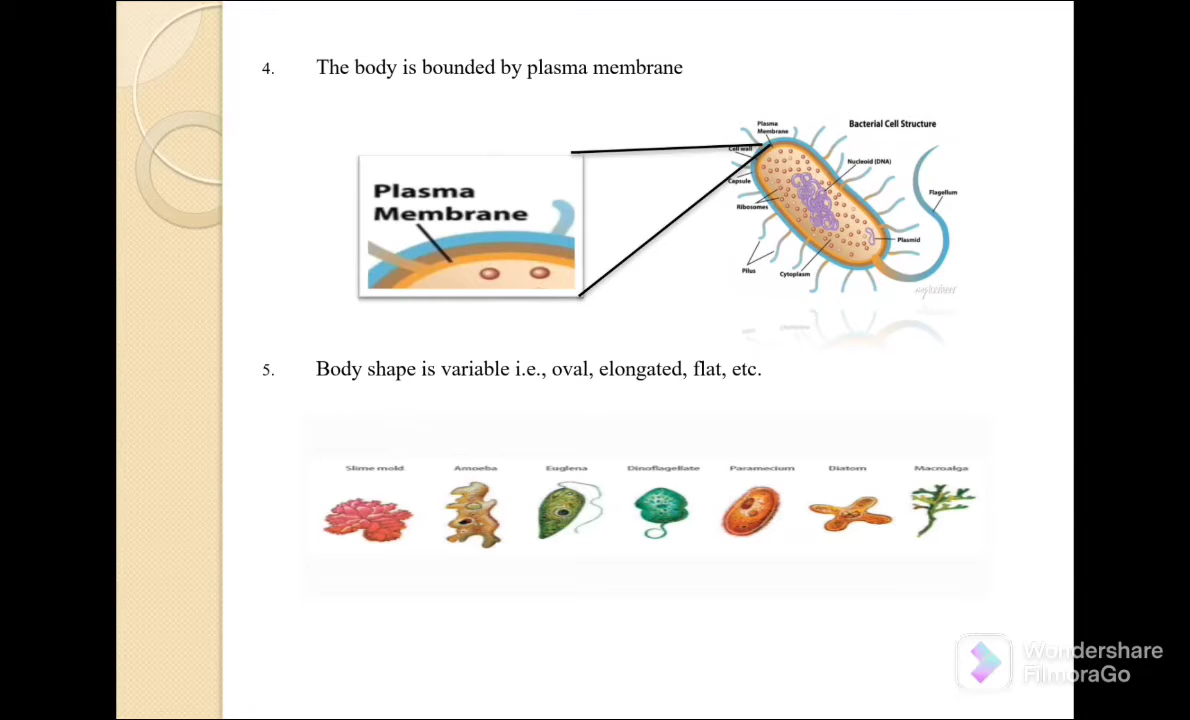 4. The body is bounded by plasma membrane
Plasma
Membrane
Bacterial Cell Structure
Cell wall
Nucleoid (DNA)
Capsule
Plasma
Membrane
Flagellum
Ribosomes
Plasmid
Pilus
Cytoplasm
5. Body shape is variable i.e., oval, elongated, flat, etc.
Slime mold Amoeba Euglena Dinoflagellate Paramecium Diatom Macroalga
Wondershare
FilmoraGo